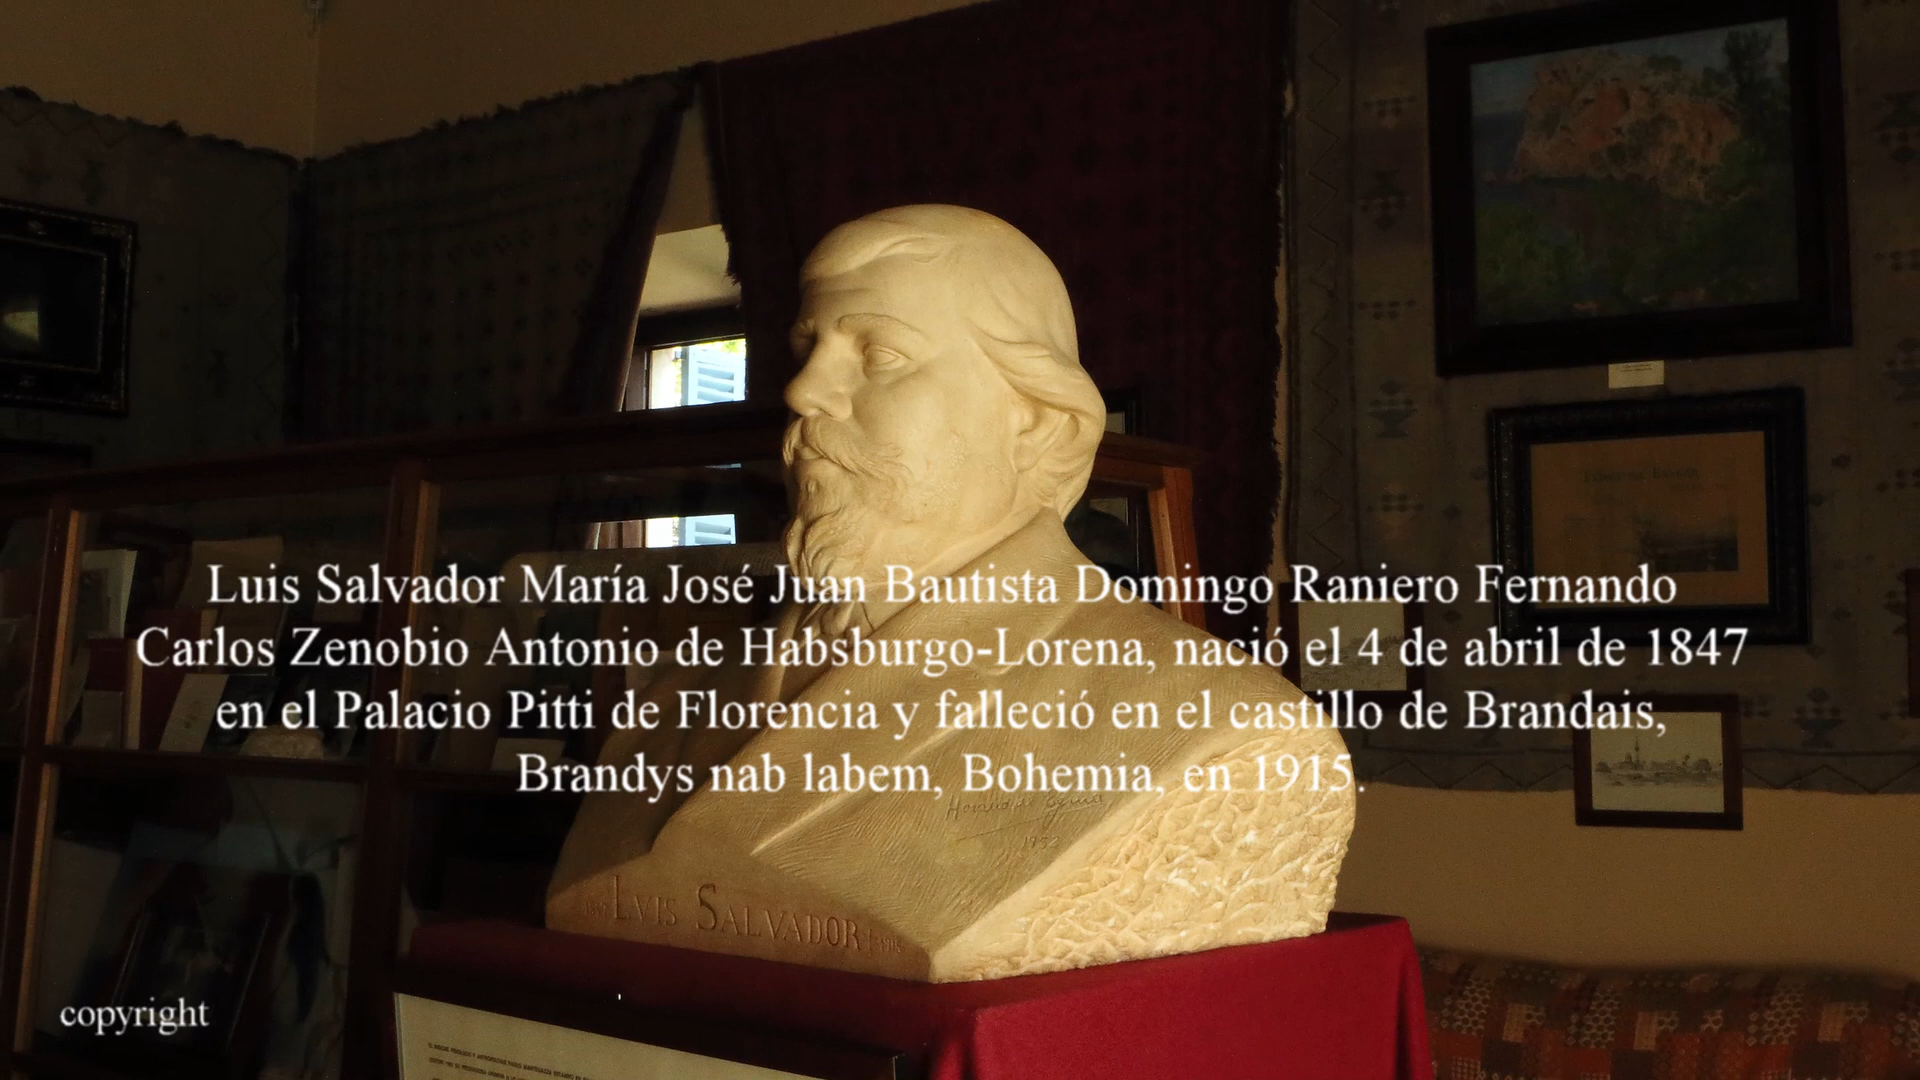 Luis Salvador María José Juan Bautista Domingo Raniero Fernando
Carlos Zenobio Antonio de Habsburgo-Lorena, nació el 4 de abril de 1847
en el Palacio Pitti de Florencia y falleció en el castillo de Brandais,
Brandys nab labem, Bohemia, en 1915.
1952
LVIS SALVADOR
copyright